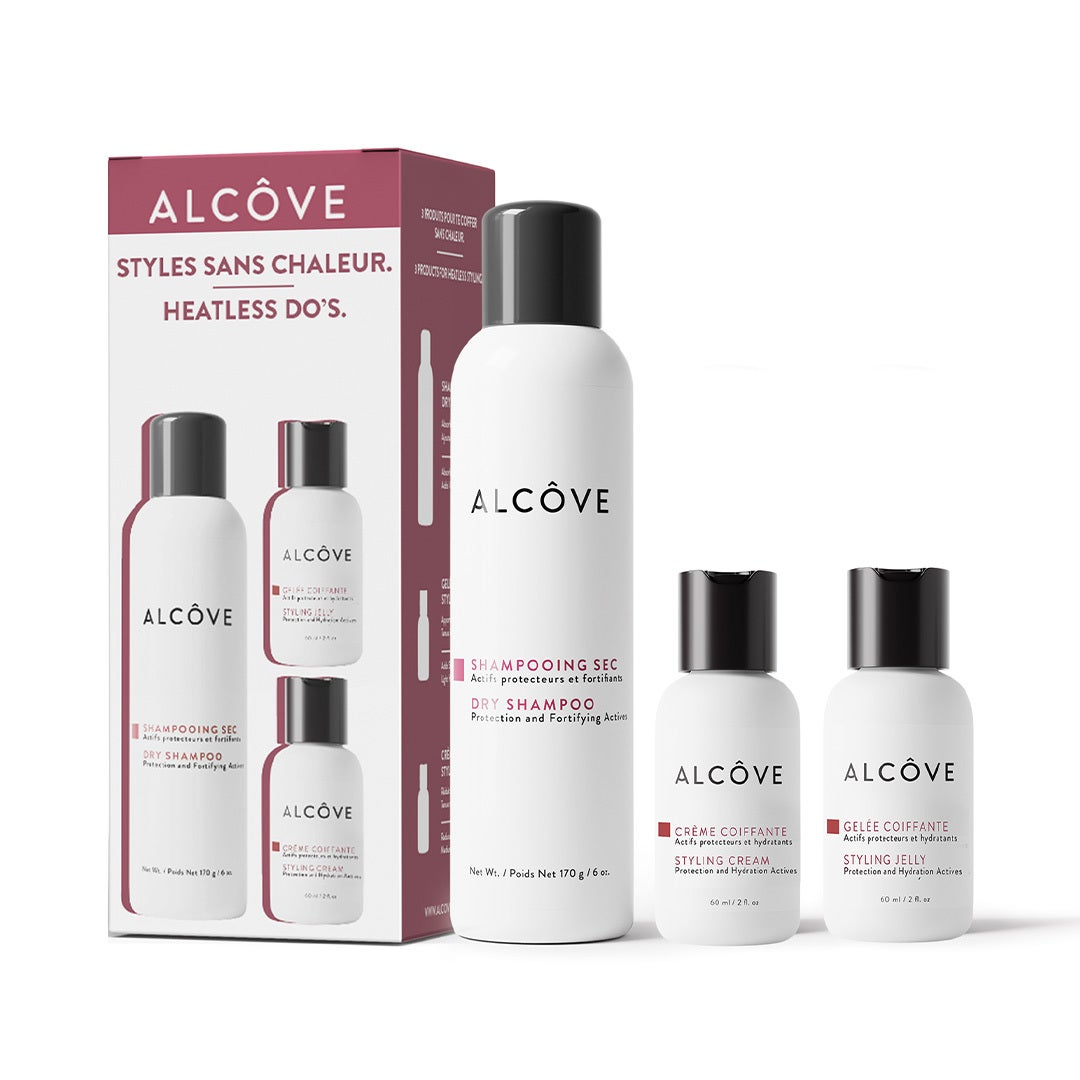 ALCÔVE
STYLES SANS CHALEUR.
HEATLESS DO'S.
ALCÔVE
SHAMPOOING SEC
Actifs protecteurs et fortifiants
DRY SHAMPOO
Protection and Fortifying Actives
Net Wt. / Poids Net 170 g / 6 oz.
ALCÔVE
GELÉE COIFFANTE
Actifs protecteurs et hydratants
STYLING JELLY
Protection and Hydration Actives
60 ml / 2 fl. oz
ALCÔVE
CRÈME COIFFANTE
Actifs protecteurs et hydratants
STYLING CREAM
Protection and Hydration Actives
60 ml / 2 fl. oz
3 PRODUITS POUR TE COIFFER
SANS CHALEUR.
3 PRODUCTS FOR HEATLESS STYLING
ALCÔVE
SHAMPOOING SEC
Actifs protecteurs et fortifiants
DRY SHAMPOO
Protection and Fortifying Actives
Net Wt. / Poids Net 170 g / 6 oz.
ALCÔVE
CRÈME COIFFANTE
Actifs protecteurs et hydratants
STYLING CREAM
Protection and Hydration Actives
60 ml / 2 fl. oz
ALCÔVE
GELÉE COIFFANTE
Actifs protecteurs et hydratants
STYLING JELLY
Protection and Hydration Actives
60 ml / 2 fl. oz